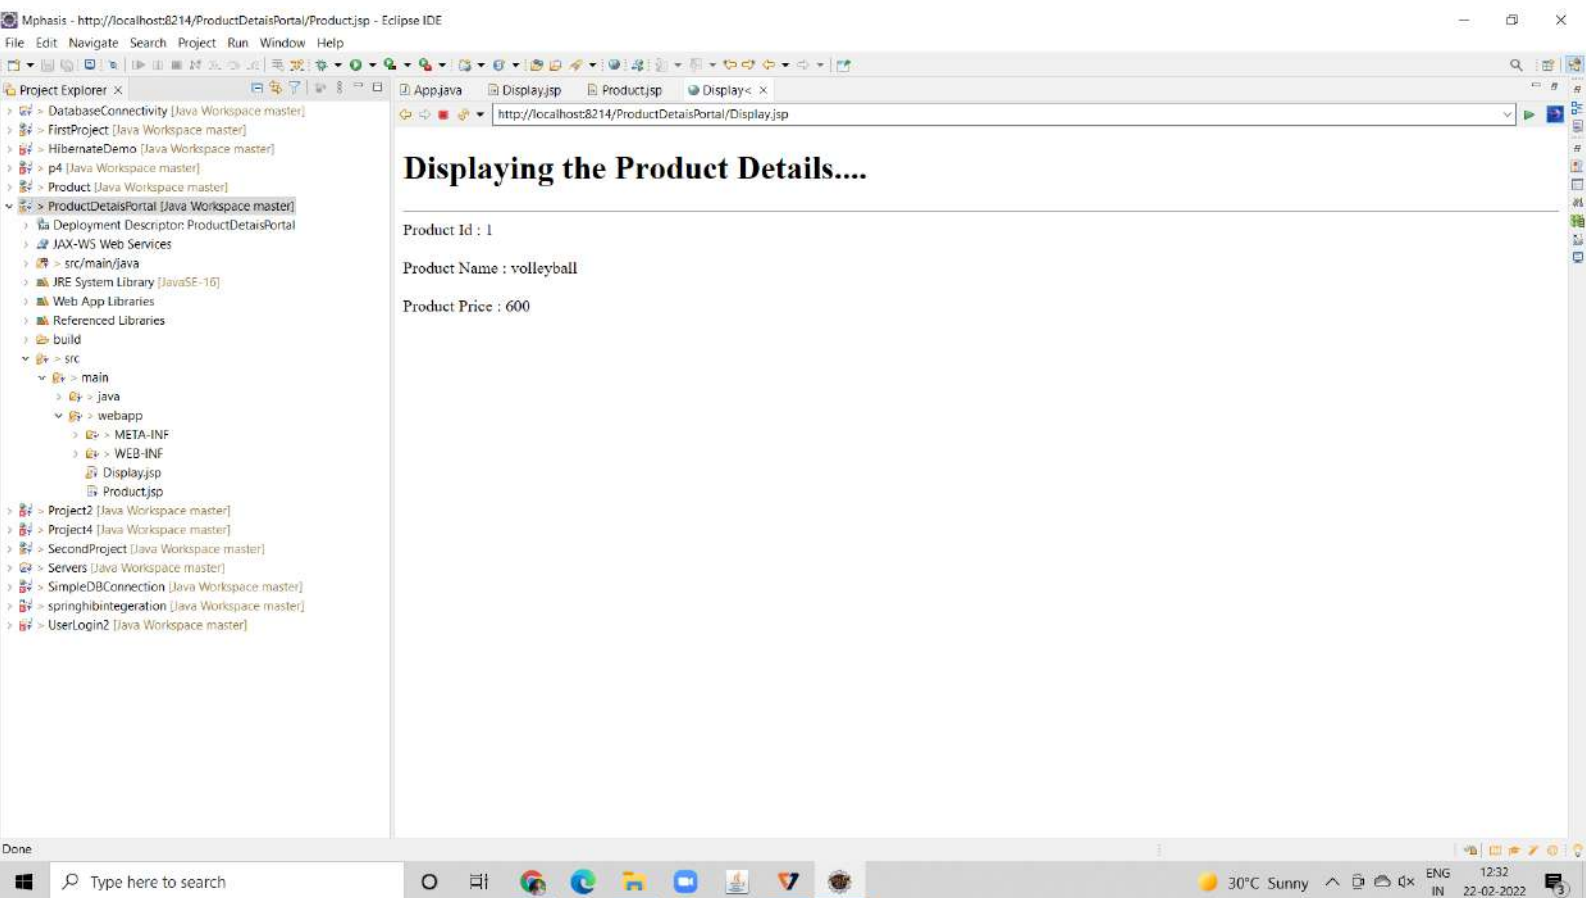 Mphasis - http://localhost:8214/ProductDetaisPortal/Product.jsp - Eclipse IDE
File Edit Navigate Search Project Run Window Help
Project Explorer
App.java Display.jsp Product.jsp Display<
> DatabaseConnectivity [Java Workspace master]
http://localhost:8214/ProductDetaisPortal/Display.jsp
> FirstProject [Java Workspace master]
> HibernateDemo [Java Workspace master]
> p4 [Java Workspace master]
> Product [Java Workspace master]
> ProductDetaisPortal [Java Workspace master]
Deployment Descriptor: ProductDetaisPortal
JAX-WS Web Services
> src/main/java
JRE System Library [JavaSE-16]
Web App Libraries
Referenced Libraries
build
> src
> main
> java
> webapp
> META-INF
> WEB-INF
Display.jsp
Product.jsp
> Project2 [Java Workspace master]
> Project4 [Java Workspace master]
> SecondProject [Java Workspace master]
> Servers [Java Workspace master]
> SimpleDBConnection [Java Workspace master]
> springhibintegeration [Java Workspace master]
> UserLogin2 [Java Workspace master]
Displaying the Product Details....
Product Id : 1
Product Name : volleyball
Product Price : 600
Done
Type here to search
30°C Sunny
ENG
IN
12:32
22-02-2022
3